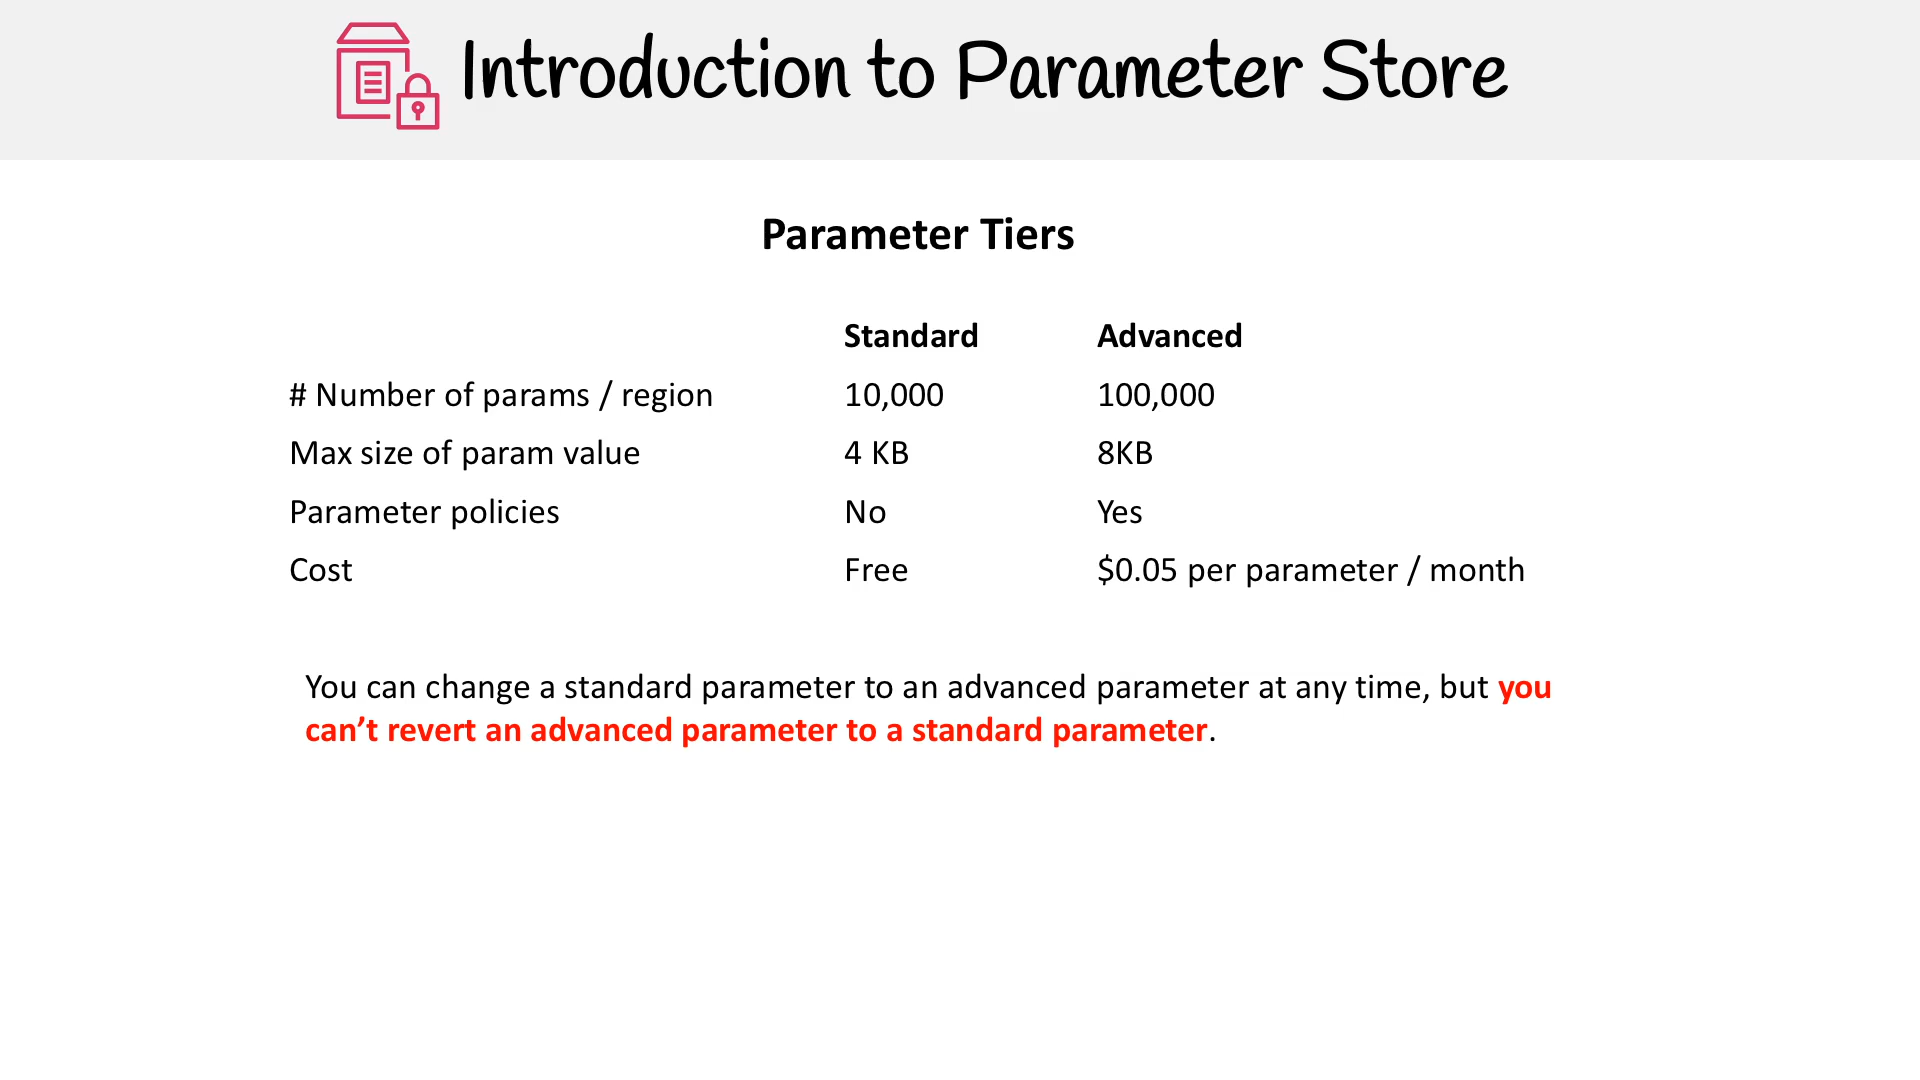 Introduction to Parameter Store
Parameter Tiers
Standard Advanced
# Number of params / region 10,000 100,000
Max size of param value 4 KB 8KB
Parameter policies No Yes
Cost Free $0.05 per parameter / month
You can change a standard parameter to an advanced parameter at any time, but you
can’t revert an advanced parameter to a standard parameter.